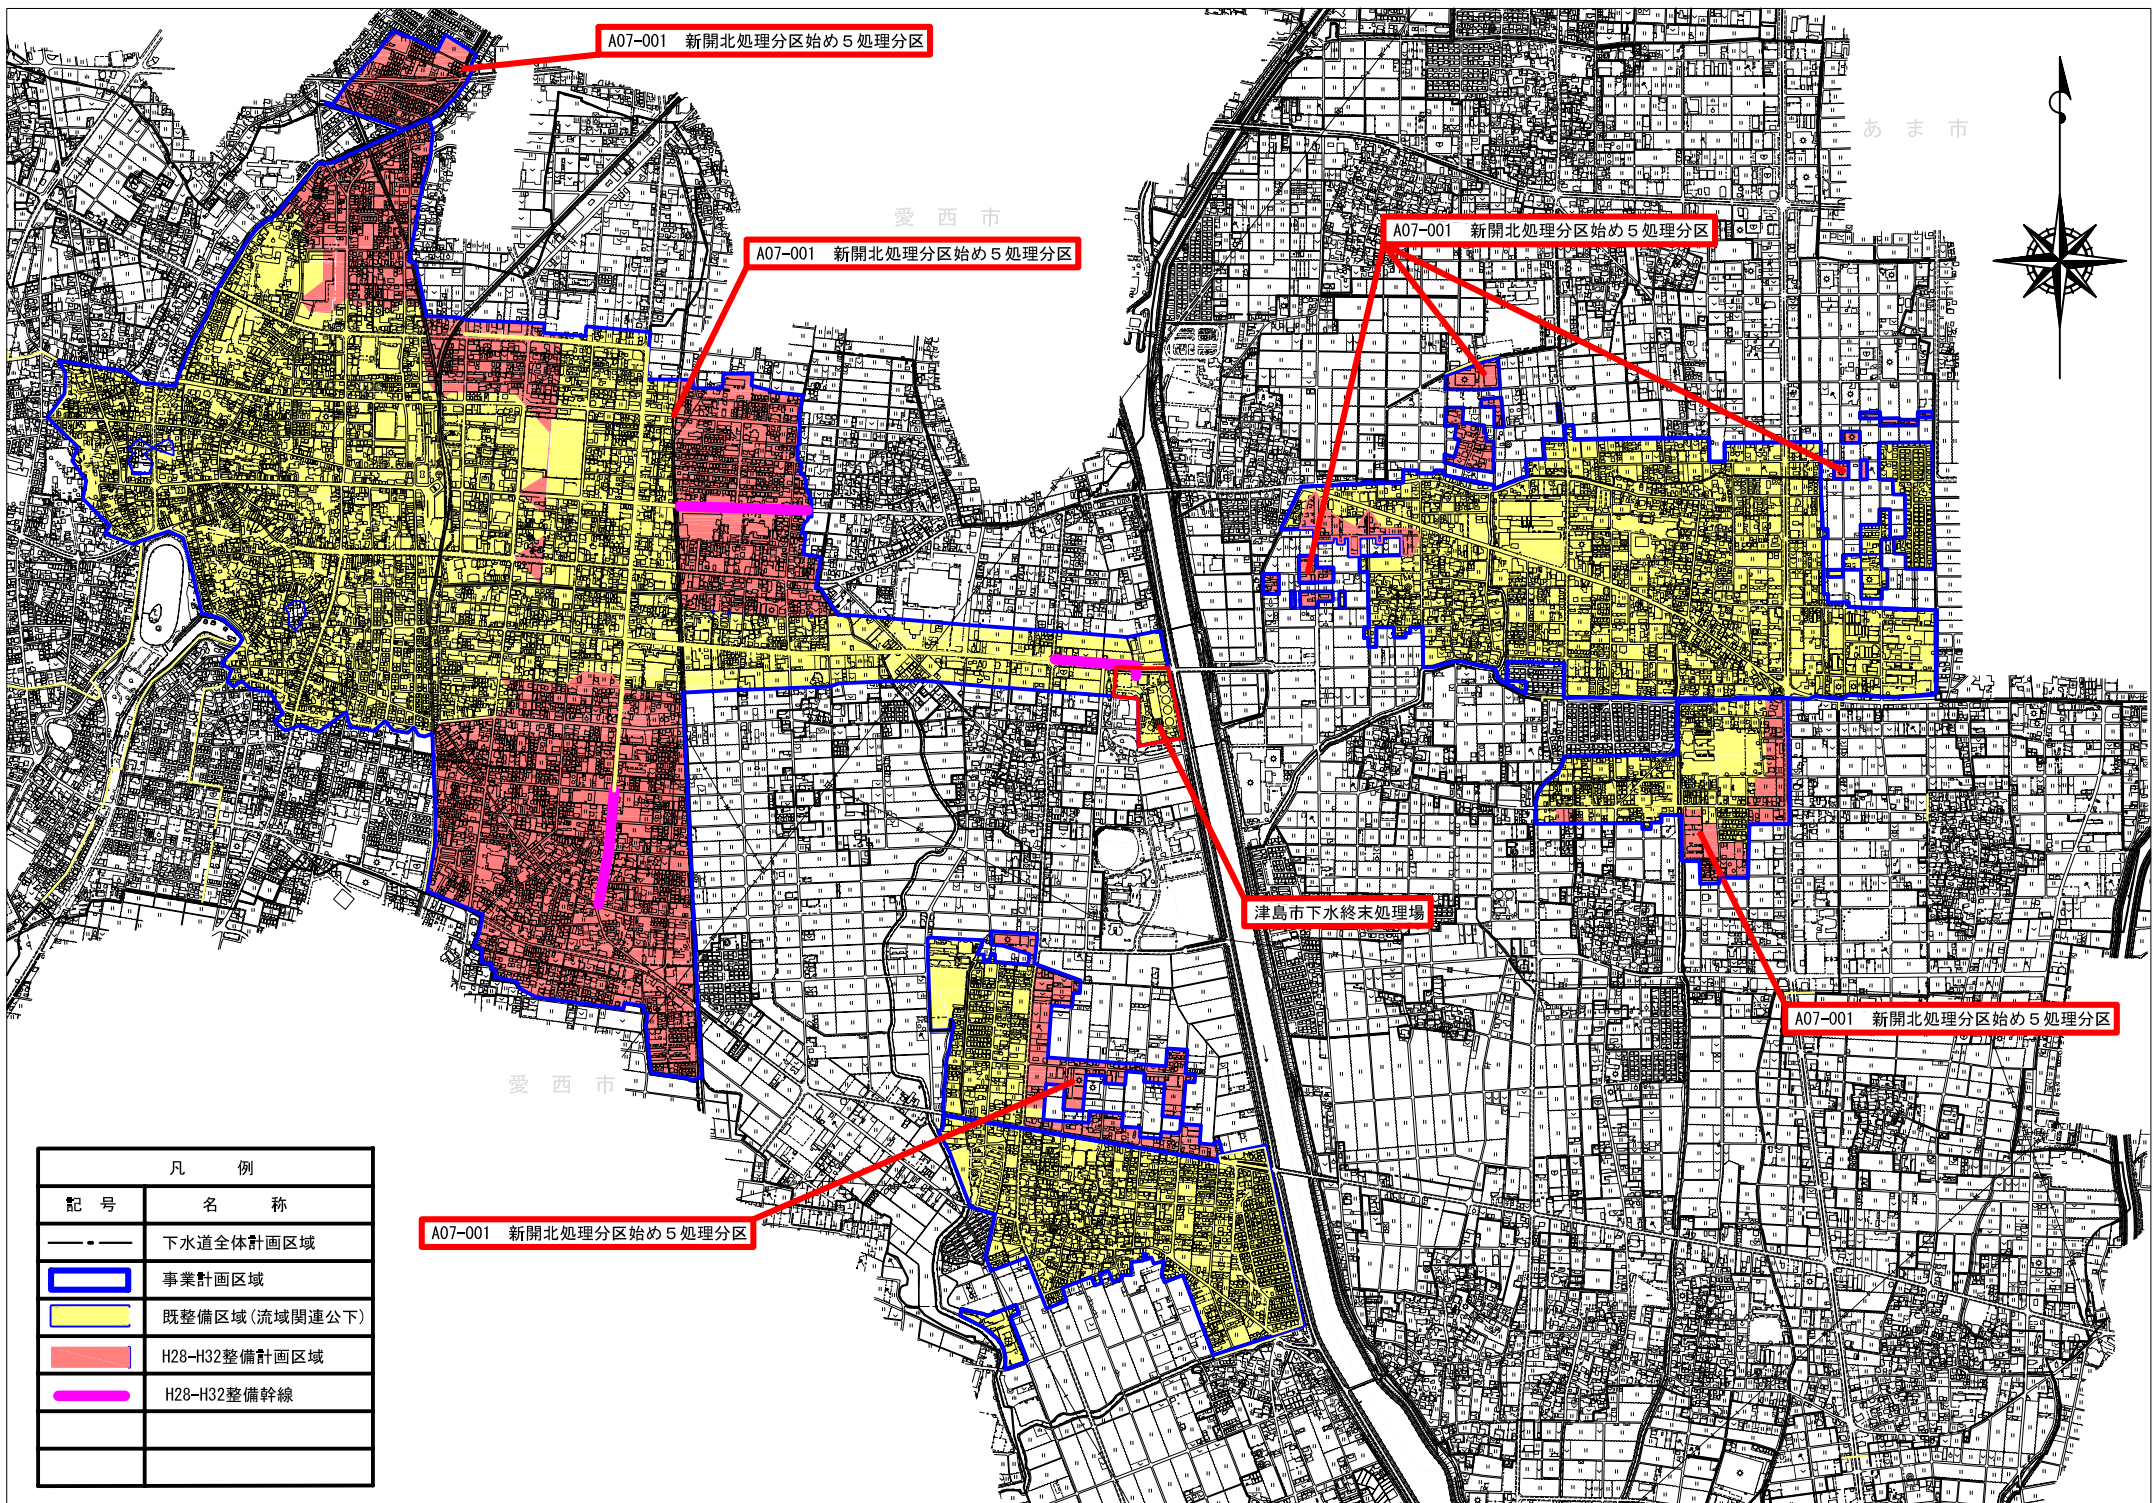 A07-001　新開北処理分区始め５処理分区
あ ま 市
愛 西 市
A07-001　新開北処理分区始め５処理分区
A07-001　新開北処理分区始め５処理分区
津島市下水終末処理場
A07-001　新開北処理分区始め５処理分区
愛 西 市
A07-001　新開北処理分区始め５処理分区
凡　例
記 号　名　称
下水道全体計画区域
事業計画区域
既整備区域(流域関連公下)
H28-H32整備計画区域
H28-H32整備幹線